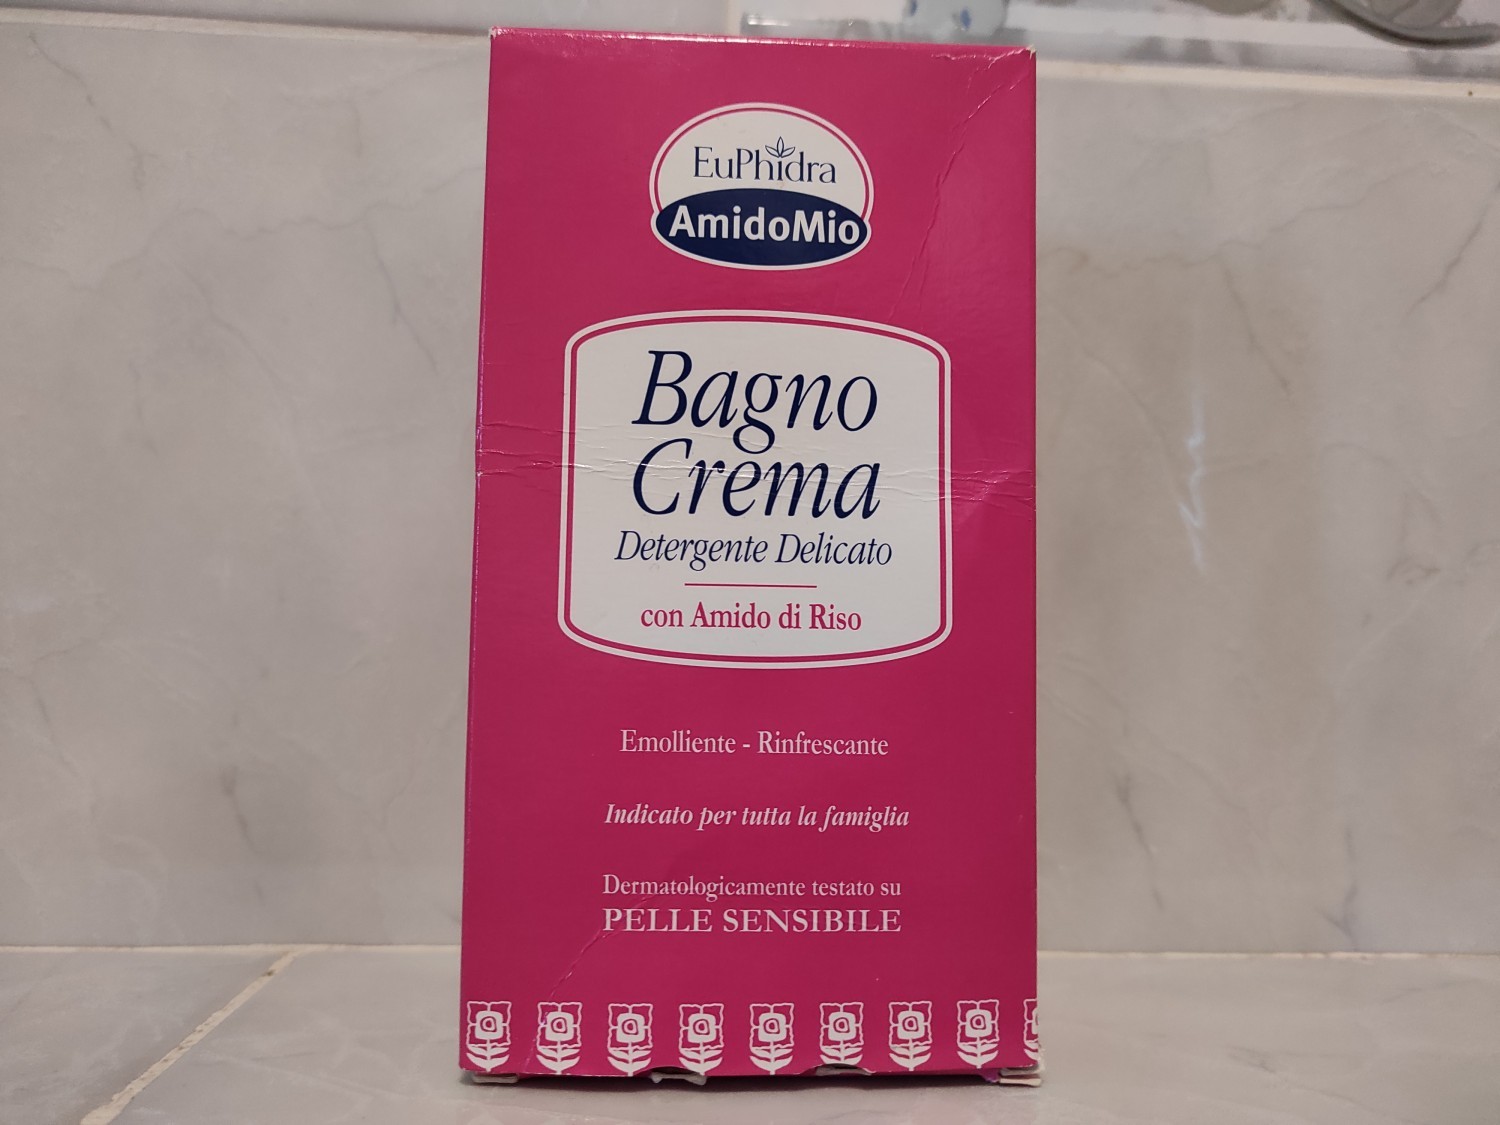 EuPhidra
AmidoMio
Bagno
Crema
Detergente Delicato
con Amido di Riso
Emolliente - Rinfrescante
Indicato per tutta la famiglia
Dermatologicamente testato su
PELLE SENSIBILE